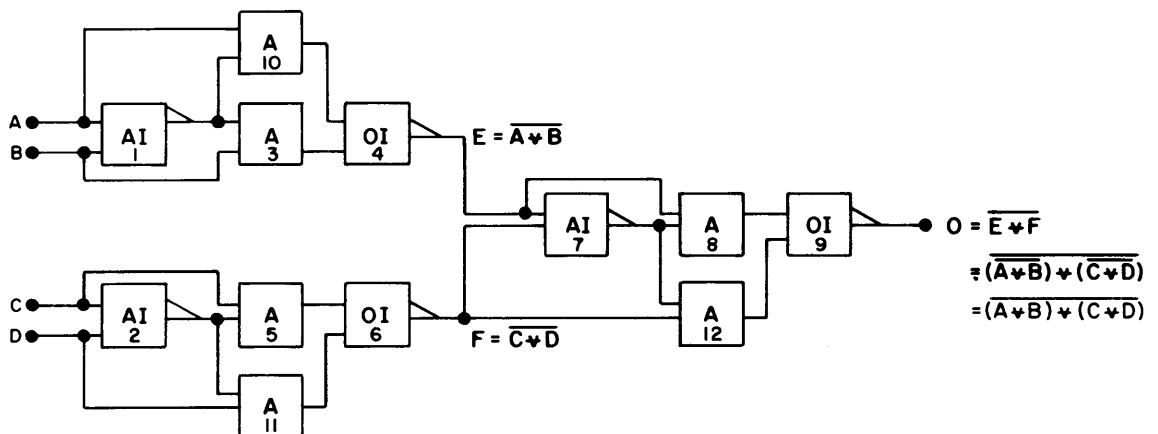 A
10
A
B
AI
1
A
3
OI
4
E = A̅ ̅⊻̅ ̅B̅
AI
7
A
8
OI
9
O = E̅ ̅⊻̅ ̅F̅
= (̅A̅ ̅⊻̅ ̅B̅)̅ ̅⊻̅ ̅(̅C̅ ̅⊻̅ ̅D̅)̅
= (̅A̅ ̅⊻̅ ̅B̅)̅ ̅⊻̅ ̅(̅C̅ ̅⊻̅ ̅D̅)̅
C
D
AI
2
A
5
OI
6
F = C̅ ̅⊻̅ ̅D̅
A
12
A
11